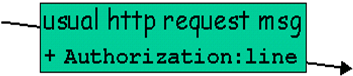 usual http request msg
+ Authorization:line